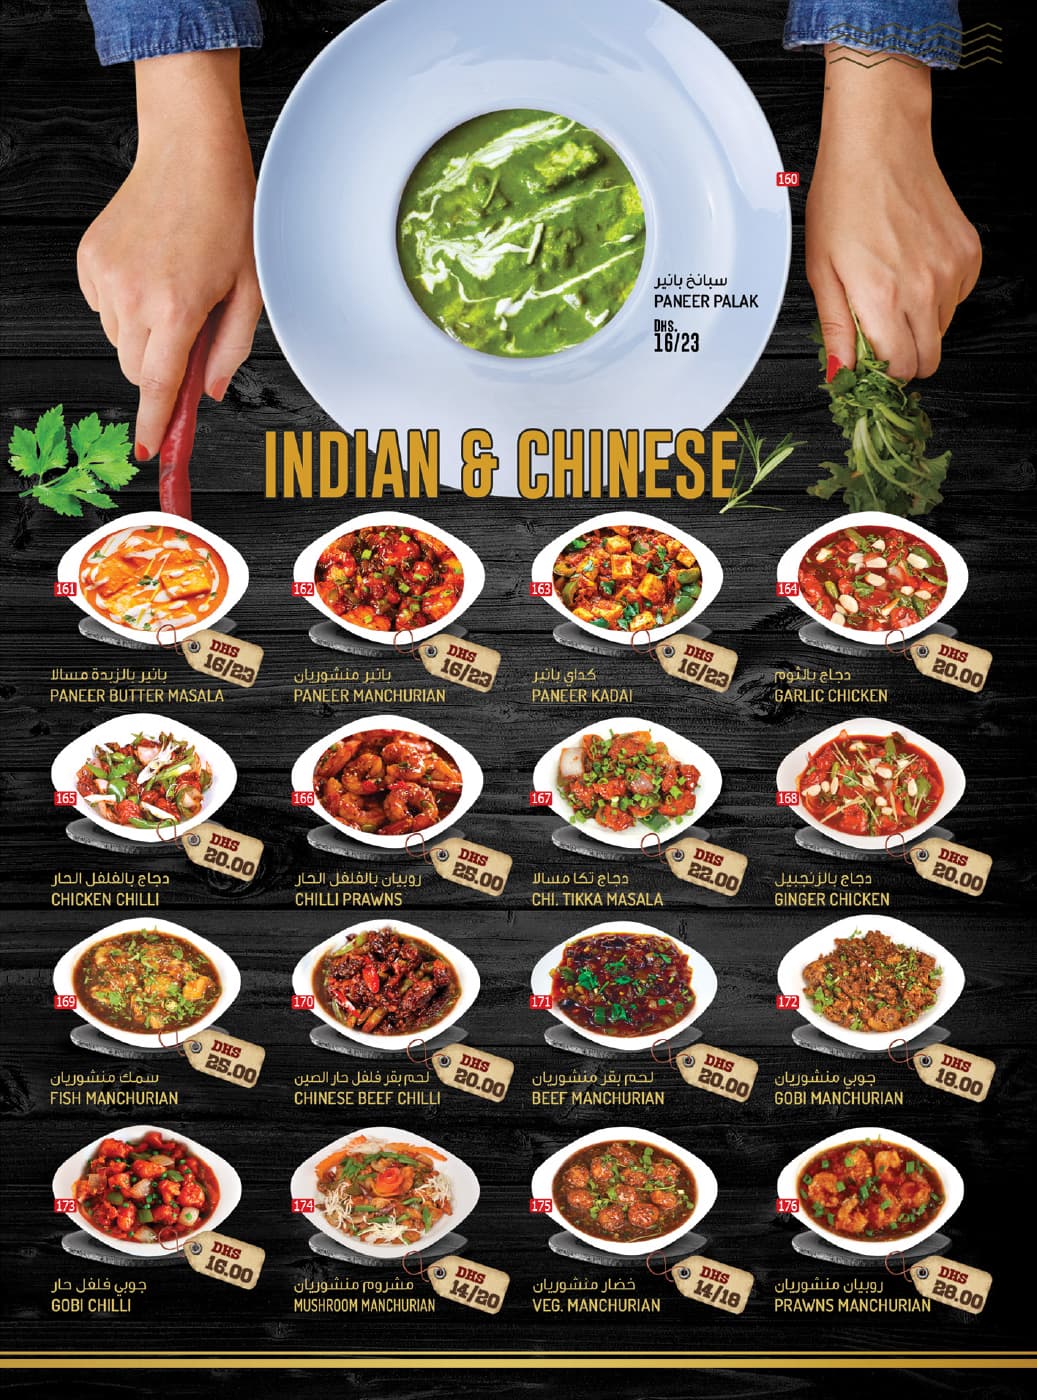 160
سبانخ بانير
PANEER PALAK
DHS.
16/23
INDIAN & CHINESE
161
DHS
16/23
بانير بالزبدة مسالا
PANEER BUTTER MASALA
162
DHS
16/23
بانير منشوريان
PANEER MANCHURIAN
163
DHS
16/23
كداي بانير
PANEER KADAI
164
DHS
20.00
دجاج بالثوم
GARLIC CHICKEN
165
DHS
20.00
دجاج بالفلفل الحار
CHICKEN CHILLI
166
DHS
25.00
روبيان بالفلفل الحار
CHILLI PRAWNS
167
DHS
22.00
دجاج تكا مسالا
CHI. TIKKA MASALA
168
DHS
20.00
دجاج بالزنجبيل
GINGER CHICKEN
169
DHS
25.00
سمك منشوريان
FISH MANCHURIAN
170
DHS
20.00
لحم بقر فلفل حار الصين
CHINESE BEEF CHILLI
171
DHS
20.00
لحم بقر منشوريان
BEEF MANCHURIAN
172
DHS
18.00
جوبي منشوريان
GOBI MANCHURIAN
173
DHS
16.00
جوبي فلفل حار
GOBI CHILLI
174
DHS
14/20
مشروم منشوريان
MUSHROOM MANCHURIAN
175
DHS
14/18
خضار منشوريان
VEG. MANCHURIAN
176
DHS
28.00
روبيان منشوريان
PRAWNS MANCHURIAN